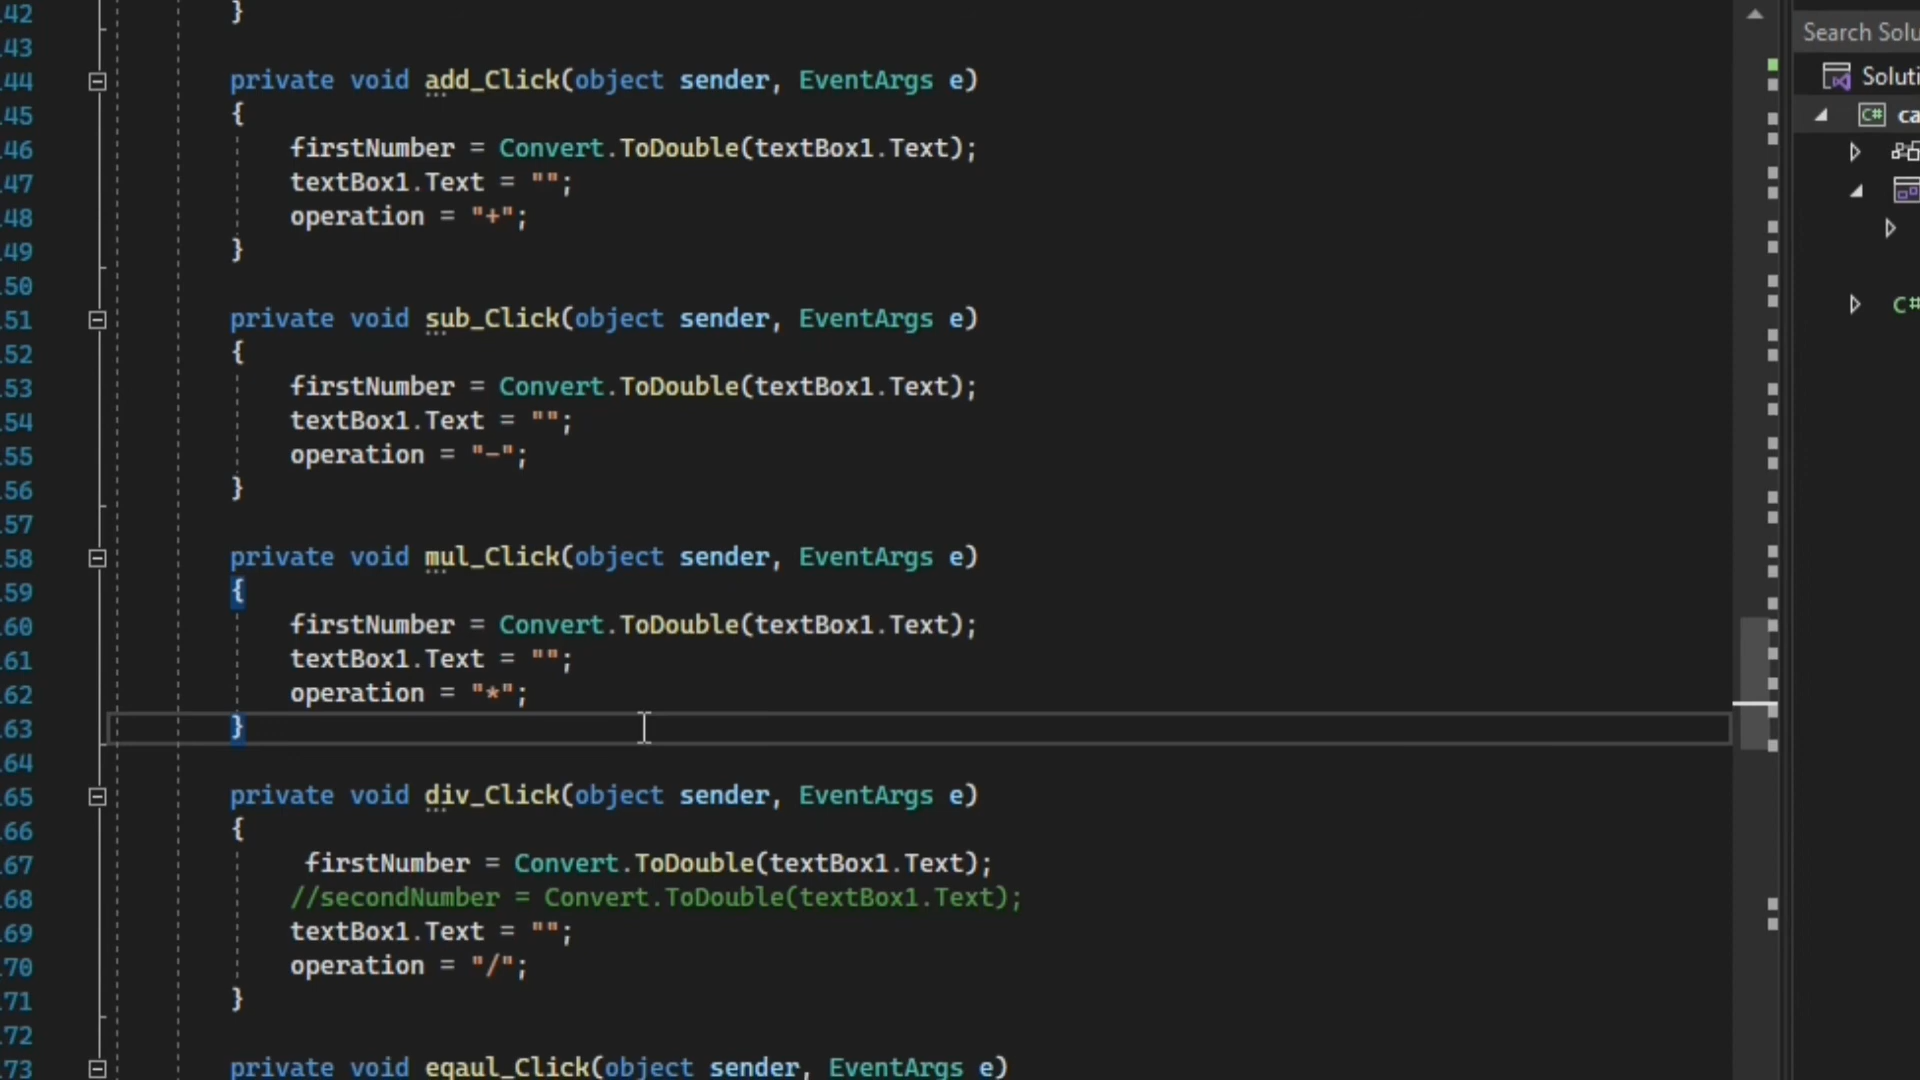 42 }
43
44 private void add_Click(object sender, EventArgs e)
45 {
46 firstNumber = Convert.ToDouble(textBox1.Text);
47 textBox1.Text = "";
48 operation = "+";
49 }
50
51 private void sub_Click(object sender, EventArgs e)
52 {
53 firstNumber = Convert.ToDouble(textBox1.Text);
54 textBox1.Text = "";
55 operation = "-";
56 }
57
58 private void mul_Click(object sender, EventArgs e)
59 {
60 firstNumber = Convert.ToDouble(textBox1.Text);
61 textBox1.Text = "";
62 operation = "*";
63 }
64
65 private void div_Click(object sender, EventArgs e)
66 {
67 firstNumber = Convert.ToDouble(textBox1.Text);
68 //secondNumber = Convert.ToDouble(textBox1.Text);
69 textBox1.Text = "";
70 operation = "/";
71 }
72
73 private void eqaul_Click(object sender, EventArgs e)
Search Solu
Soluti
C# ca
C#